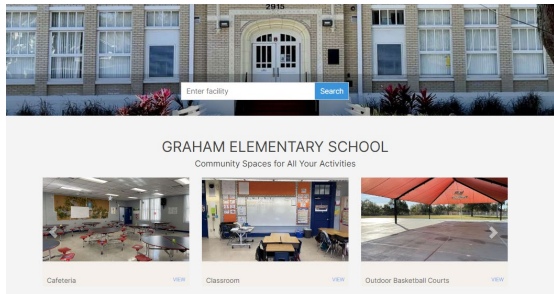 2915
Enter facility
Search
GRAHAM ELEMENTARY SCHOOL
Community Spaces for All Your Activities
Cafeteria
VIEW
Classroom
VIEW
Outdoor Basketball Courts
VIEW